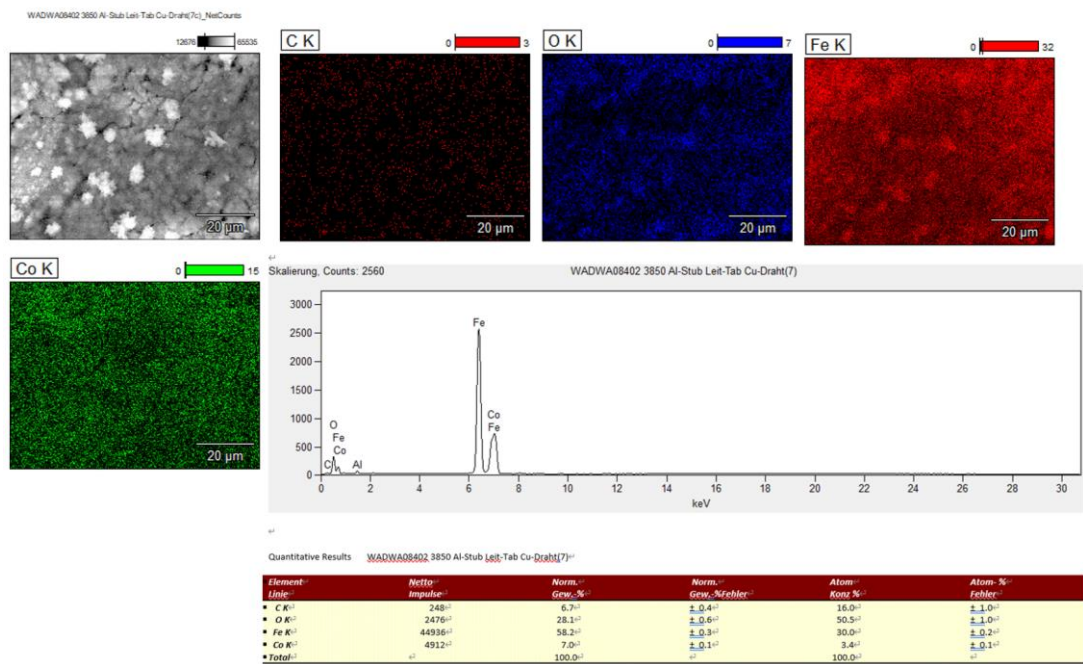 WADWA08402 3850 Al-Stub Leit-Tab Cu-Draht(7c)_NetCounts
12676 65535
20 µm
C K 0 3
20 µm
O K 0 7
20 µm
Fe K 0 32
20 µm
Co K 0 15
20 µm
Skalierung, Counts: 2560 WADWA08402 3850 Al-Stub Leit-Tab Cu-Draht(7)
3000
2500
2000
1500
1000
500
0
Fe
Co
Fe
O
Fe
Co
C
Al
0 2 4 6 8 10 12 14 16 18 20 22 24 26 28 30
keV
Quantitative Results WADWA08402 3850 Al-Stub Leit-Tab Cu-Draht(7)
Element Netto Norm. Norm. Atom Atom- %
Linie Impulse Gew.-% Gew.-%Fehler Konz % Fehler
C K 248 6.7 ± 0.4 16.0 ± 1.0
O K 2476 28.1 ± 0.6 50.5 ± 1.0
Fe K 44936 58.2 ± 0.3 30.0 ± 0.2
Co K 4912 7.0 ± 0.1 3.4 ± 0.1
Total 100.0 100.0